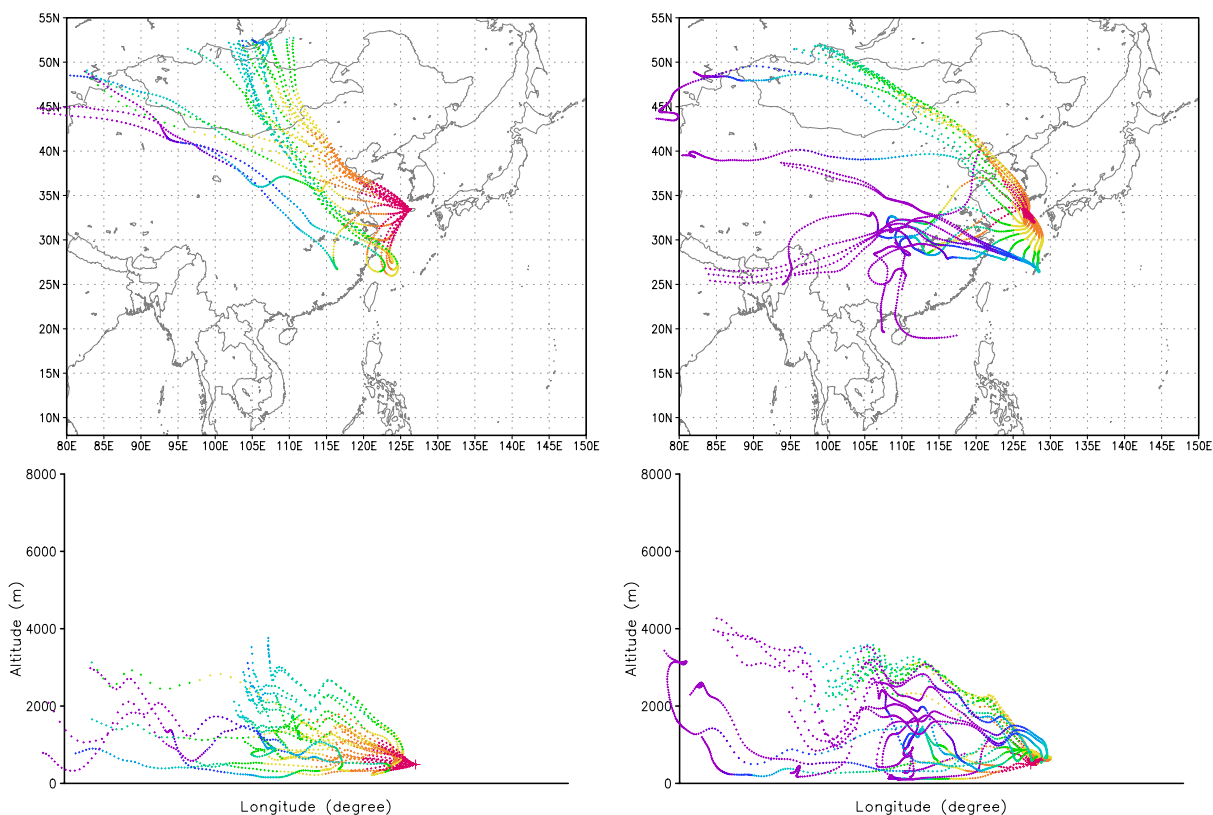 55N
50N
45N
40N
35N
30N
25N
20N
15N
10N
80E 85E 90E 95E 100E 105E 110E 115E 120E 125E 130E 135E 140E 145E 150E
55N
50N
45N
40N
35N
30N
25N
20N
15N
10N
80E 85E 90E 95E 100E 105E 110E 115E 120E 125E 130E 135E 140E 145E 150E
8000
6000
4000
2000
0
Altitude (m)
Longitude (degree)
8000
6000
4000
2000
0
Altitude (m)
Longitude (degree)